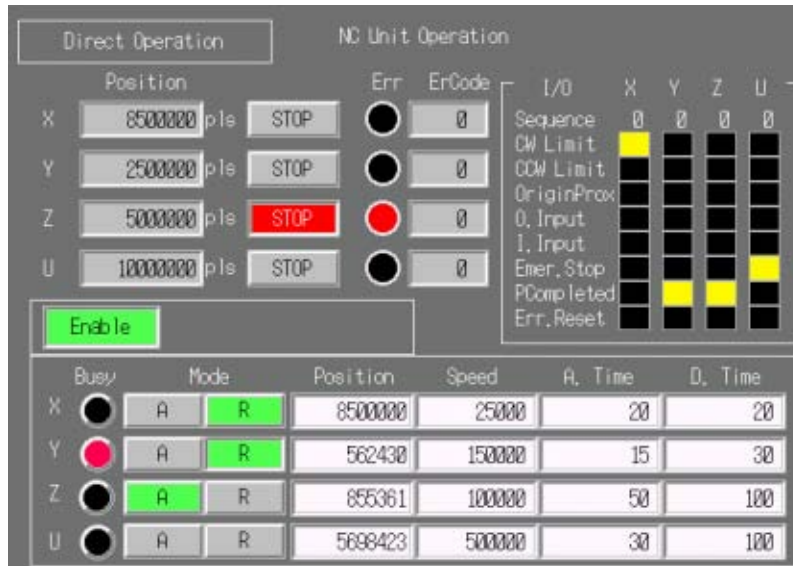 Direct Operation NC Unit Operation
Position Err ErCode I/O X Y Z U
X 8500000 pls STOP 0 Sequence 0 0 0 0
CW Limit
Y 2500000 pls STOP 0 CCW Limit
OriginProx
Z 5000000 pls STOP 0 O.Input
I.Input
U 10000000 pls STOP 0 Emer.Stop
PCompleted
Enable Err.Reset
Busy Mode Position Speed A. Time D. Time
X A R 8500000 25000 20 20
Y A R 562430 150000 15 30
Z A R 855361 100000 50 100
U A R 5698423 500000 30 100